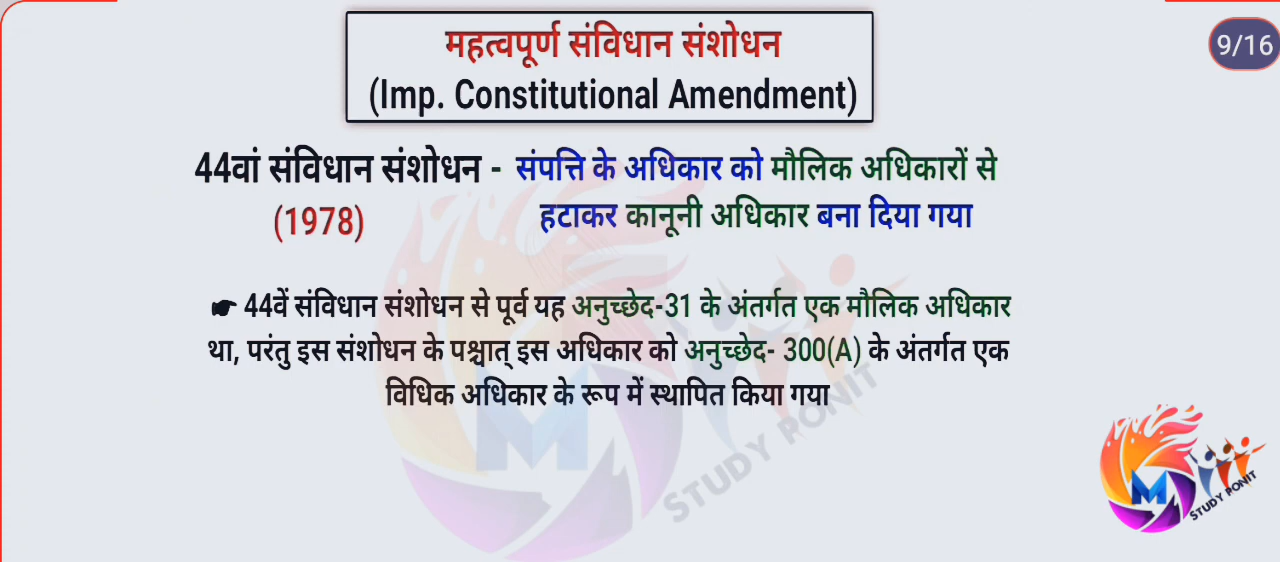 महत्वपूर्ण संविधान संशोधन
(Imp. Constitutional Amendment)
9/16
44वां संविधान संशोधन - संपत्ति के अधिकार को मौलिक अधिकारों से
(1978) हटाकर कानूनी अधिकार बना दिया गया
☛ 44वें संविधान संशोधन से पूर्व यह अनुच्छेद-31 के अंतर्गत एक मौलिक अधिकार
था, परंतु इस संशोधन के पश्चात् इस अधिकार को अनुच्छेद- 300(A) के अंतर्गत एक
विधिक अधिकार के रूप में स्थापित किया गया
M
STUDY RONIT
M
STUDY RONIT